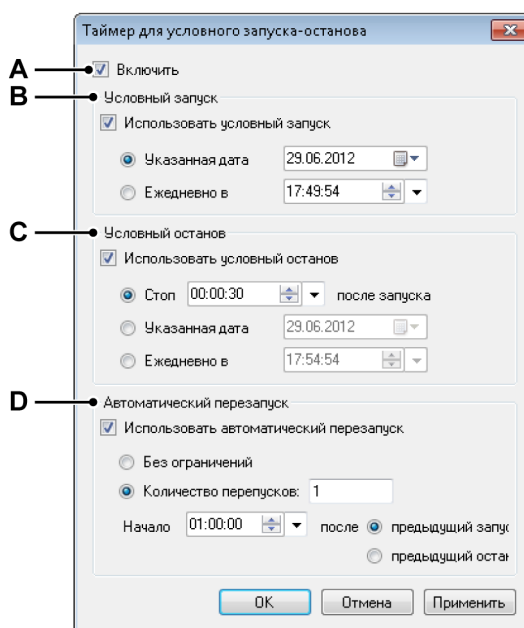 Таймер для условного запуска-останова
A Включить
B Условный запуск
Использовать условный запуск
Указанная дата 29.06.2012
Ежедневно в 17:49:54
C Условный останов
Использовать условный останов
Стоп 00:00:30 после запуска
Указанная дата 29.06.2012
Ежедневно в 17:54:54
D Автоматический перезапуск
Использовать автоматический перезапуск
Без ограничений
Количество перепусков: 1
Начало 01:00:00 после предыдущий запус
предыдущий остан
OK Отмена Применить